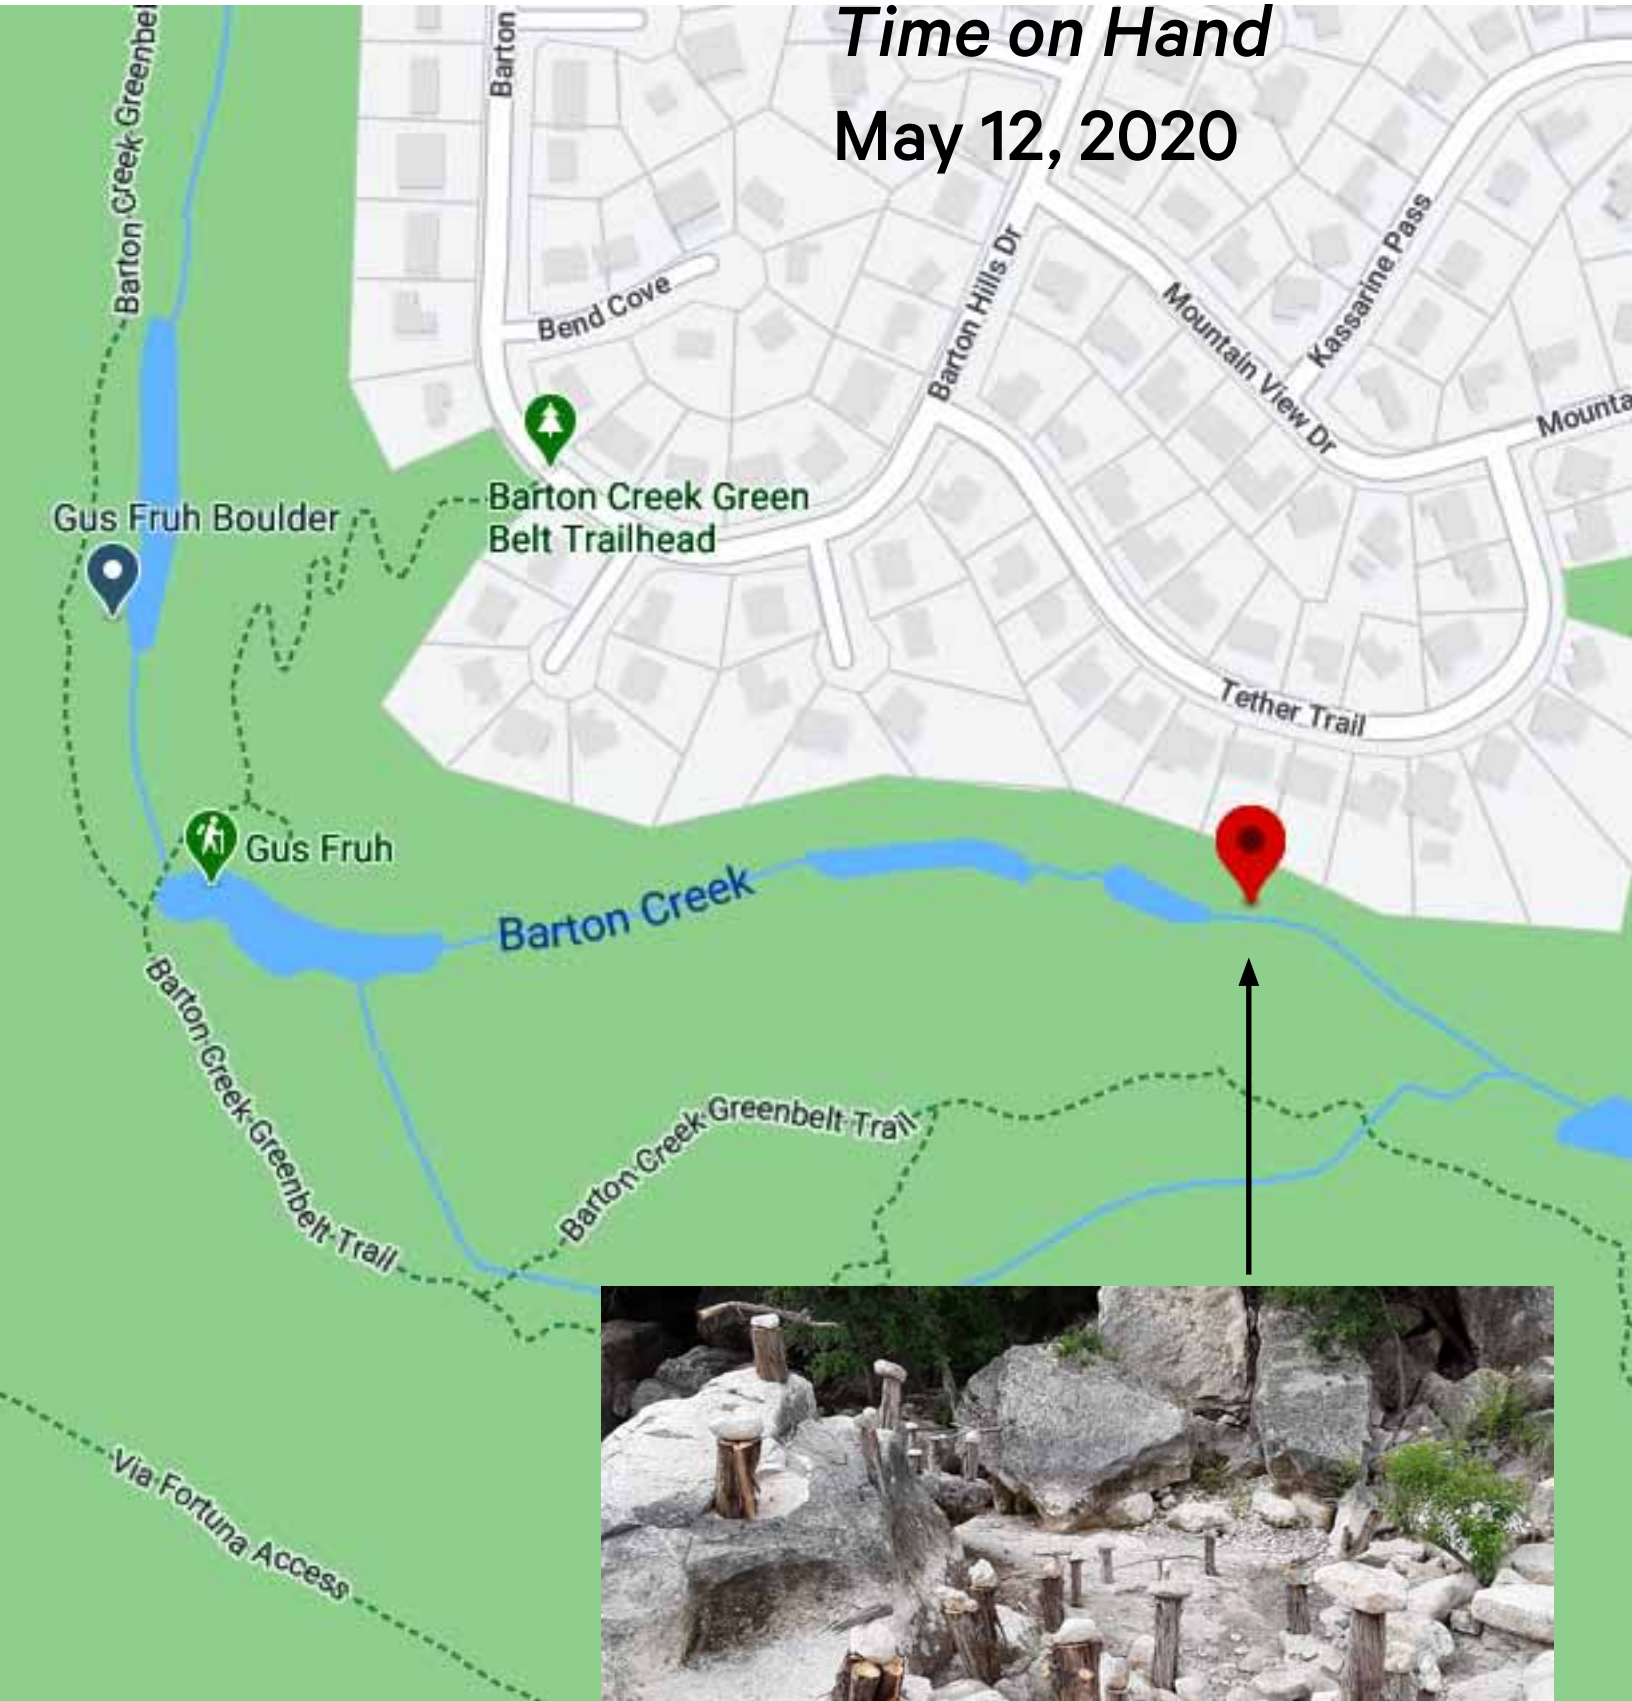 Time on Hand
May 12, 2020
Barton Creek Greenbel
Barton
Barton Hills Dr
Kassarine Pass
Bend Cove
Mountain View Dr
Mounta
Barton Creek Green
Belt Trailhead
Gus Fruh Boulder
Tether Trail
Gus Fruh
Barton Creek
Barton Creek Greenbelt Trail
Barton Creek Greenbelt Trail
Via Fortuna Access